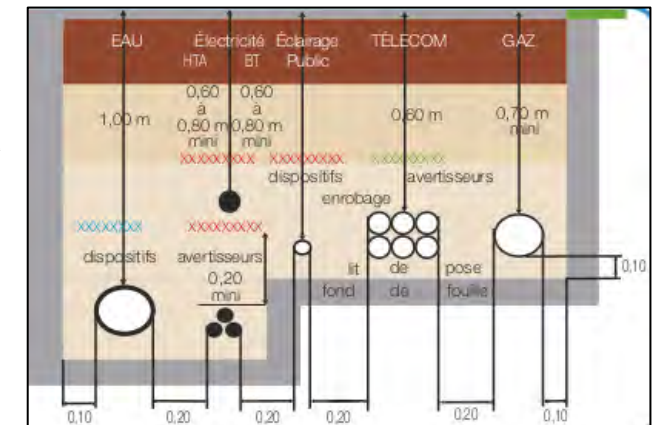 EAU Électricité Éclairage TÉLECOM GAZ
HTA BT Public
0,60 0,60
à à
1,00 m 0,80 m 0,80 m 0,60 m 0,70 m
mini mini mini
XXXXXXXXX XXXXXXXXX XXXXXXXXX
dispositifs avertisseurs
enrobage
XXXXXXXX XXXXXXXXX
dispositifs avertisseurs
0,20
mini
lit de pose
0,10
fond de fouille
0,10 0,20 0,20 0,20 0,20 0,10